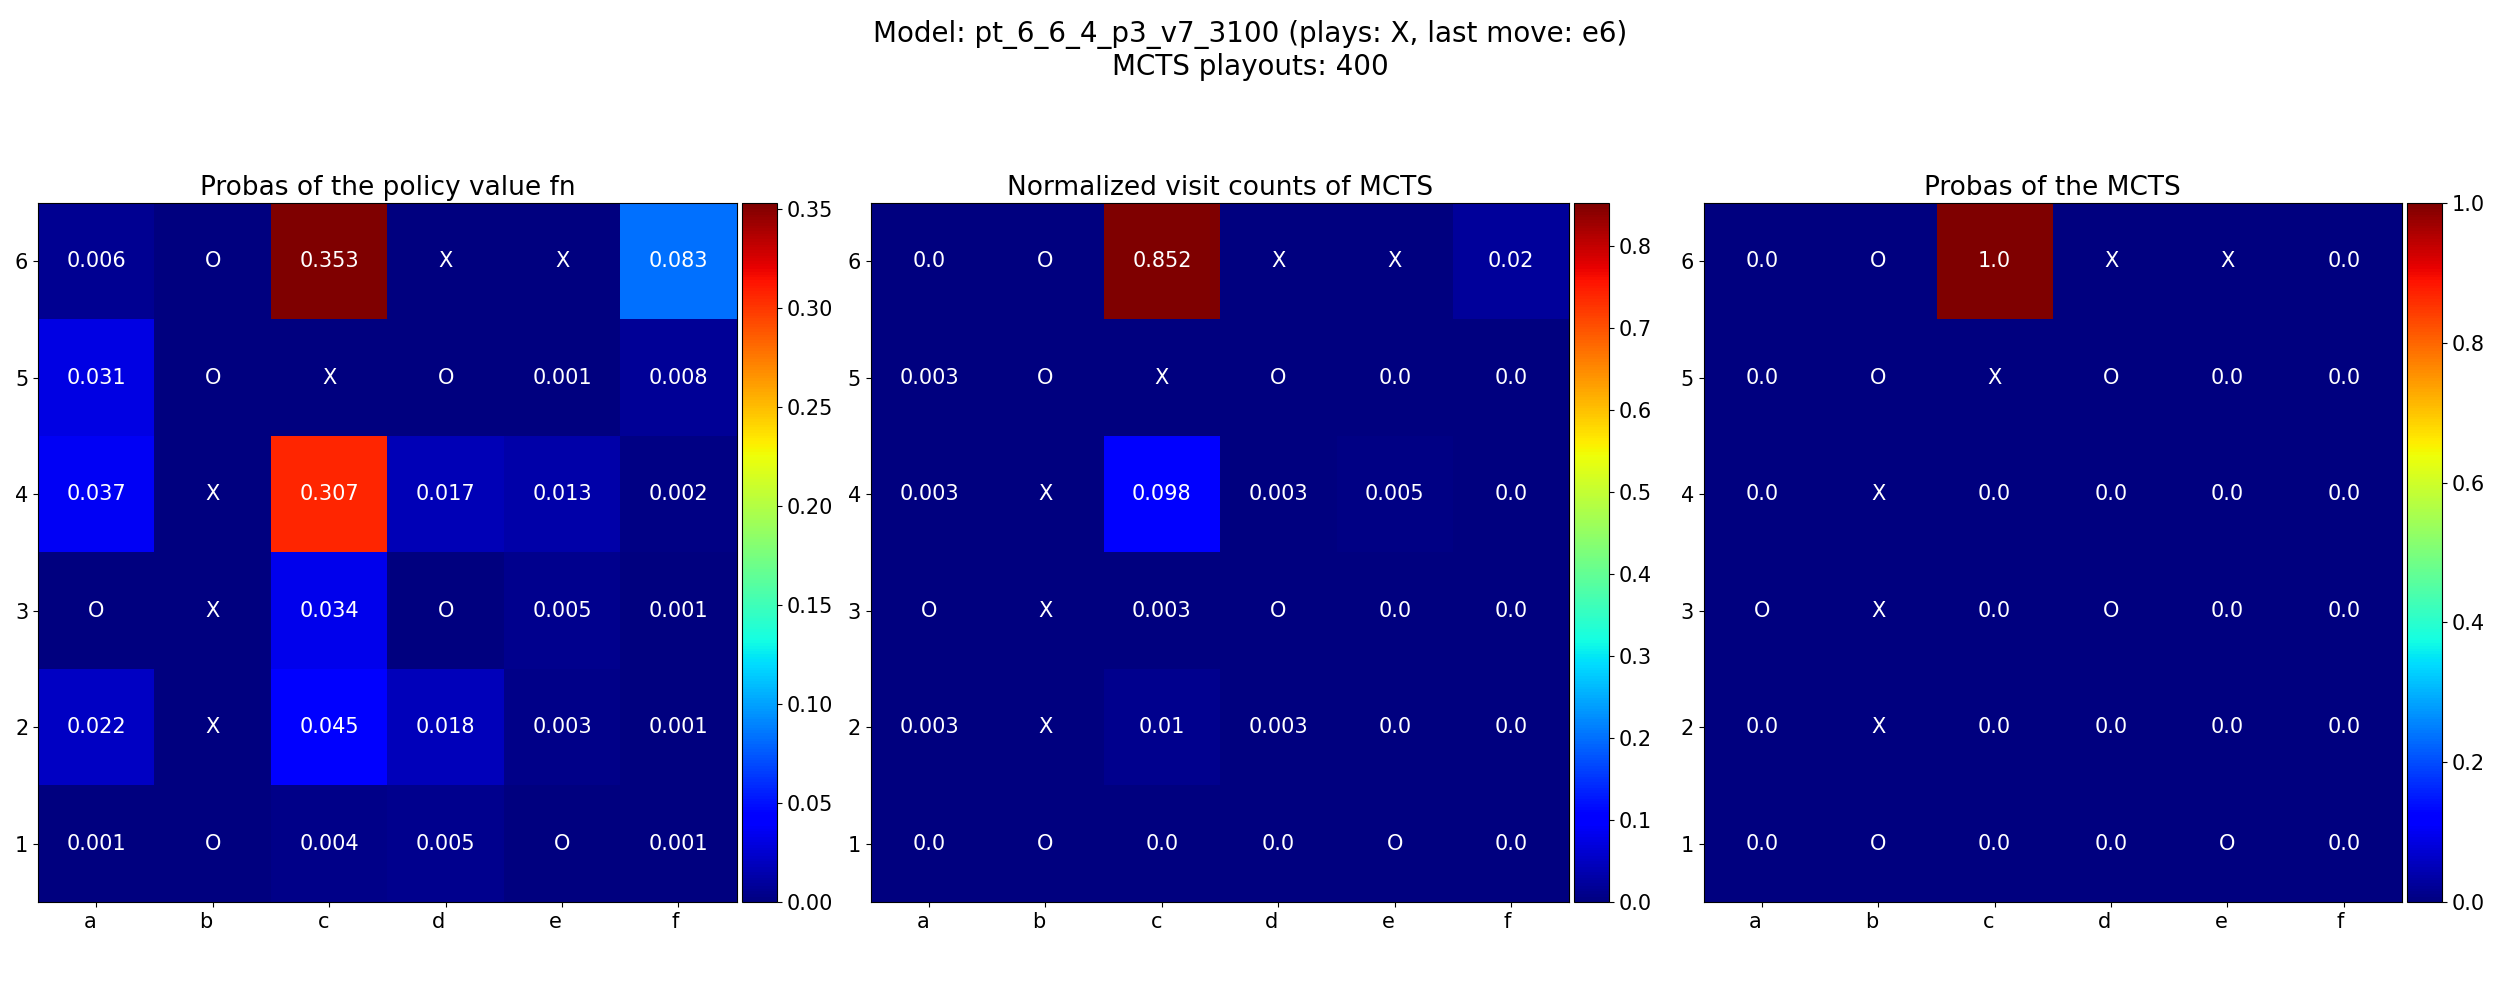 Model: pt_6_6_4_p3_v7_3100 (plays: X, last move: e6)
MCTS playouts: 400
Probas of the policy value fn
6 0.006 O 0.353 X X 0.083
5 0.031 O X O 0.001 0.008
4 0.037 X 0.307 0.017 0.013 0.002
3 O X 0.034 O 0.005 0.001
2 0.022 X 0.045 0.018 0.003 0.001
1 0.001 O 0.004 0.005 O 0.001
a b c d e f
0.35
0.30
0.25
0.20
0.15
0.10
0.05
0.00
Normalized visit counts of MCTS
6 0.0 O 0.852 X X 0.02
5 0.003 O X O 0.0 0.0
4 0.003 X 0.098 0.003 0.005 0.0
3 O X 0.003 O 0.0 0.0
2 0.003 X 0.01 0.003 0.0 0.0
1 0.0 O 0.0 0.0 O 0.0
a b c d e f
0.8
0.7
0.6
0.5
0.4
0.3
0.2
0.1
0.0
Probas of the MCTS
6 0.0 O 1.0 X X 0.0
5 0.0 O X O 0.0 0.0
4 0.0 X 0.0 0.0 0.0 0.0
3 O X 0.0 O 0.0 0.0
2 0.0 X 0.0 0.0 0.0 0.0
1 0.0 O 0.0 0.0 O 0.0
a b c d e f
1.0
0.8
0.6
0.4
0.2
0.0